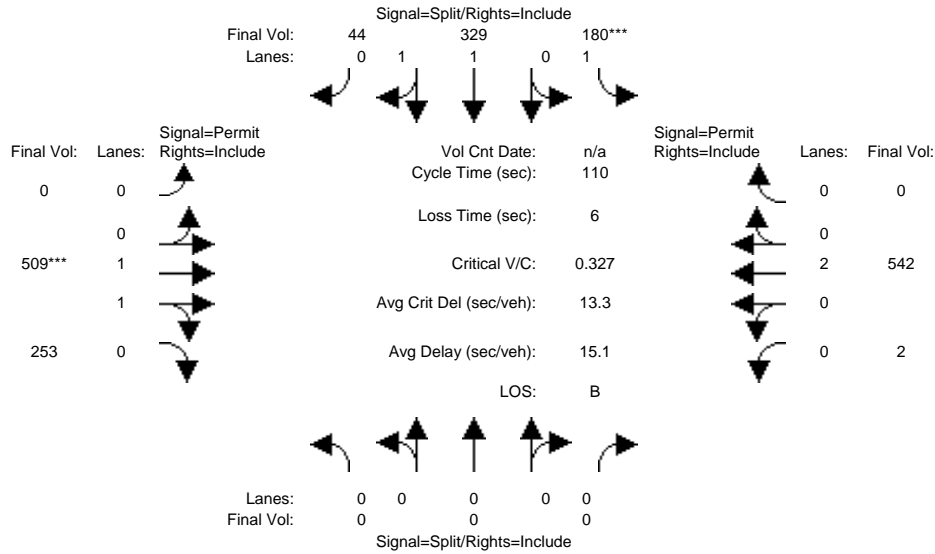 Signal=Split/Rights=Include
Final Vol: 44 329 180***
Lanes: 0 1 1 0 1
Signal=Permit Signal=Permit
Final Vol: Lanes: Rights=Include Vol Cnt Date: n/a Rights=Include Lanes: Final Vol:
Cycle Time (sec): 110
0 0 0 0
Loss Time (sec): 6
0 0
509*** 1 Critical V/C: 0.327 2 542
1 Avg Crit Del (sec/veh): 13.3 0
253 0 Avg Delay (sec/veh): 15.1 0 2
LOS: B
Lanes: 0 0 0 0 0
Final Vol: 0 0 0
Signal=Split/Rights=Include